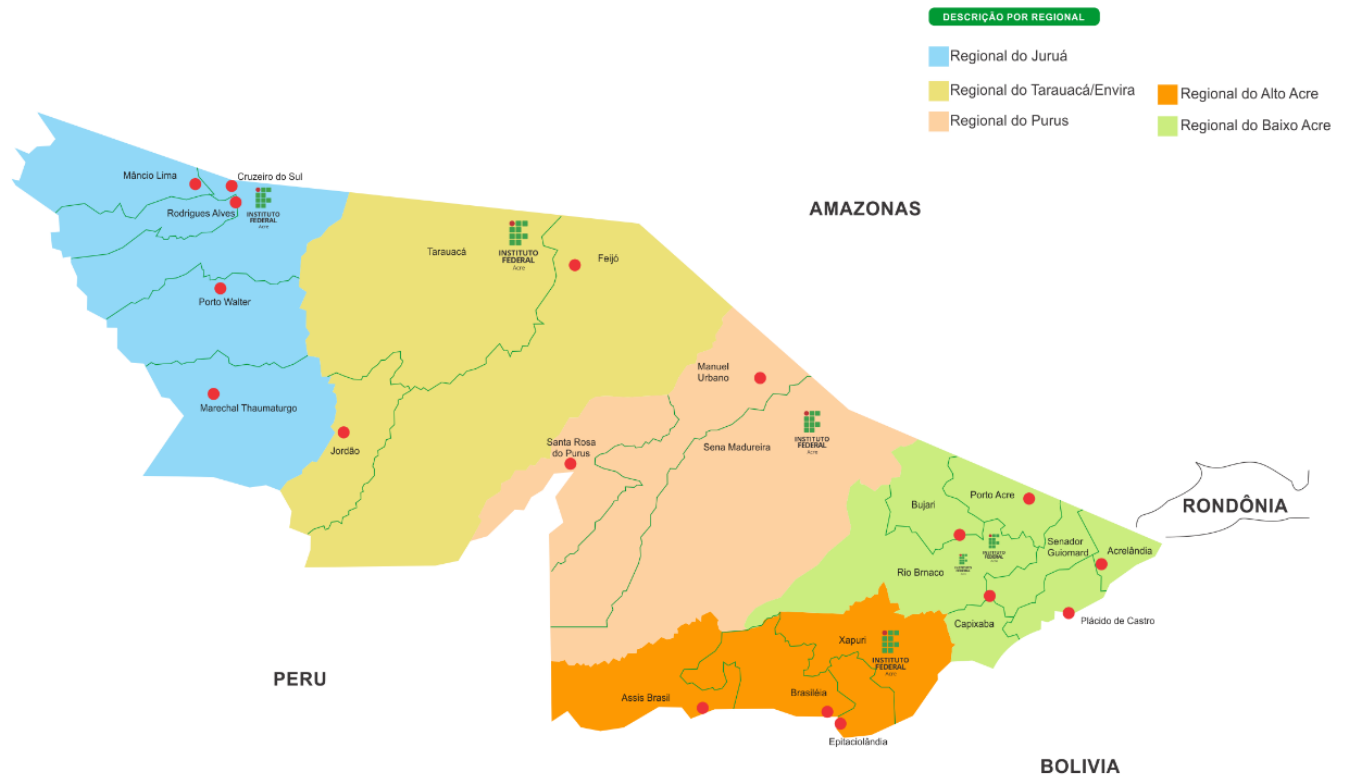 DESCRIÇÃO POR REGIONAL
Regional do Juruá
Regional do Tarauacá/Envira
Regional do Purus
Regional do Alto Acre
Regional do Baixo Acre
AMAZONAS
RONDÔNIA
PERU
BOLIVIA
Mâncio Lima
Cruzeiro do Sul
Rodrigues Alves
INSTITUTO
FEDERAL
Acre
Porto Walter
Marechal Thaumaturgo
Tarauacá
INSTITUTO
FEDERAL
Acre
Feijó
Jordão
Manuel
Urbano
Santa Rosa
do Purus
Sena Madureira
INSTITUTO
FEDERAL
Acre
Bujari
Porto Acre
Senador
Guiomard
Acrelândia
INSTITUTO
FEDERAL
Rio Brnaco
Capixaba
Plácido de Castro
Xapuri
INSTITUTO
FEDERAL
Acre
Assis Brasil
Brasiléia
Epitaciolândia